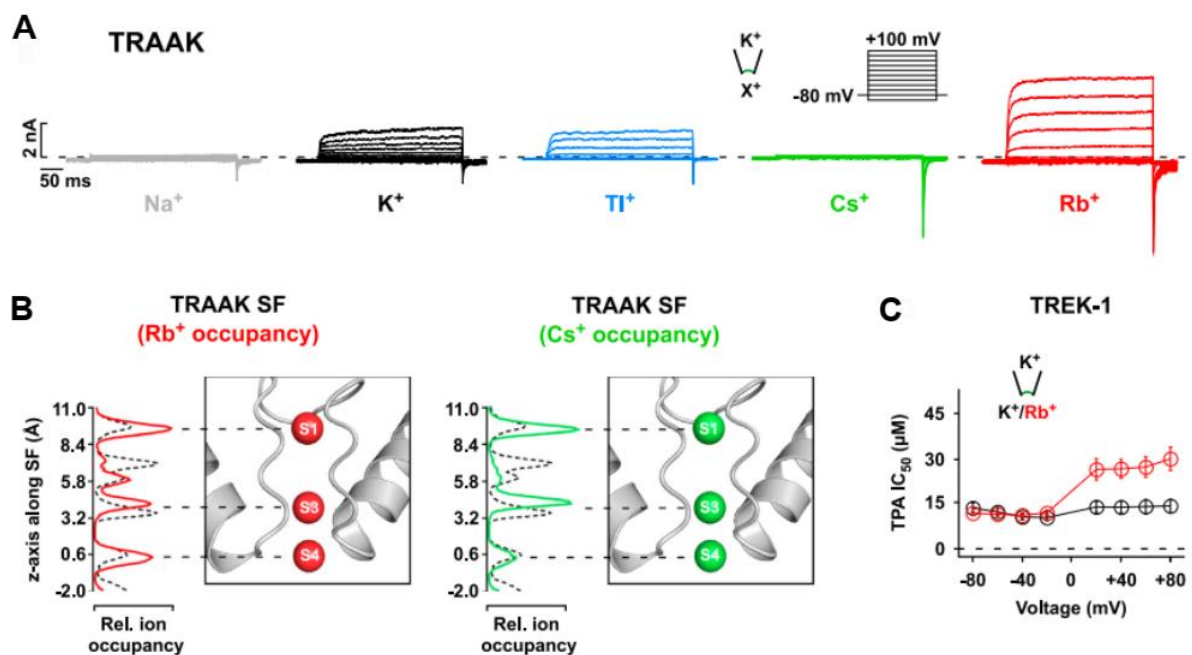 A
TRAAK
K+
X+
+100 mV
-80 mV
2 nA
50 ms
Na+
K+
Tl+
Cs+
Rb+
B
TRAAK SF
(Rb+ occupancy)
TRAAK SF
(Cs+ occupancy)
z-axis along SF (Å)
11.0
8.4
5.8
3.2
0.6
-2.0
S1
S3
S4
Rel. ion
occupancy
11.0
8.4
5.8
3.2
0.6
-2.0
S1
S3
S4
Rel. ion
occupancy
C
TREK-1
K+
K+/Rb+
TPA IC50 (µM)
45
30
15
0
-80
-40
0
+40
+80
Voltage (mV)